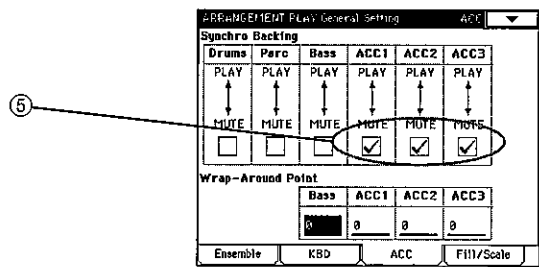 ARRANGEMENT PLAY General Setting ACC
Synchro Backing
Drums Perc Bass ACC1 ACC2 ACC3
PLAY PLAY PLAY PLAY PLAY PLAY
⑤
MUTE MUTE MUTE MUTE MUTE MUTE
Wrap-Around Point
Bass ACC1 ACC2 ACC3
0 0 0 0
Ensemble KBD ACC Fill/Scale